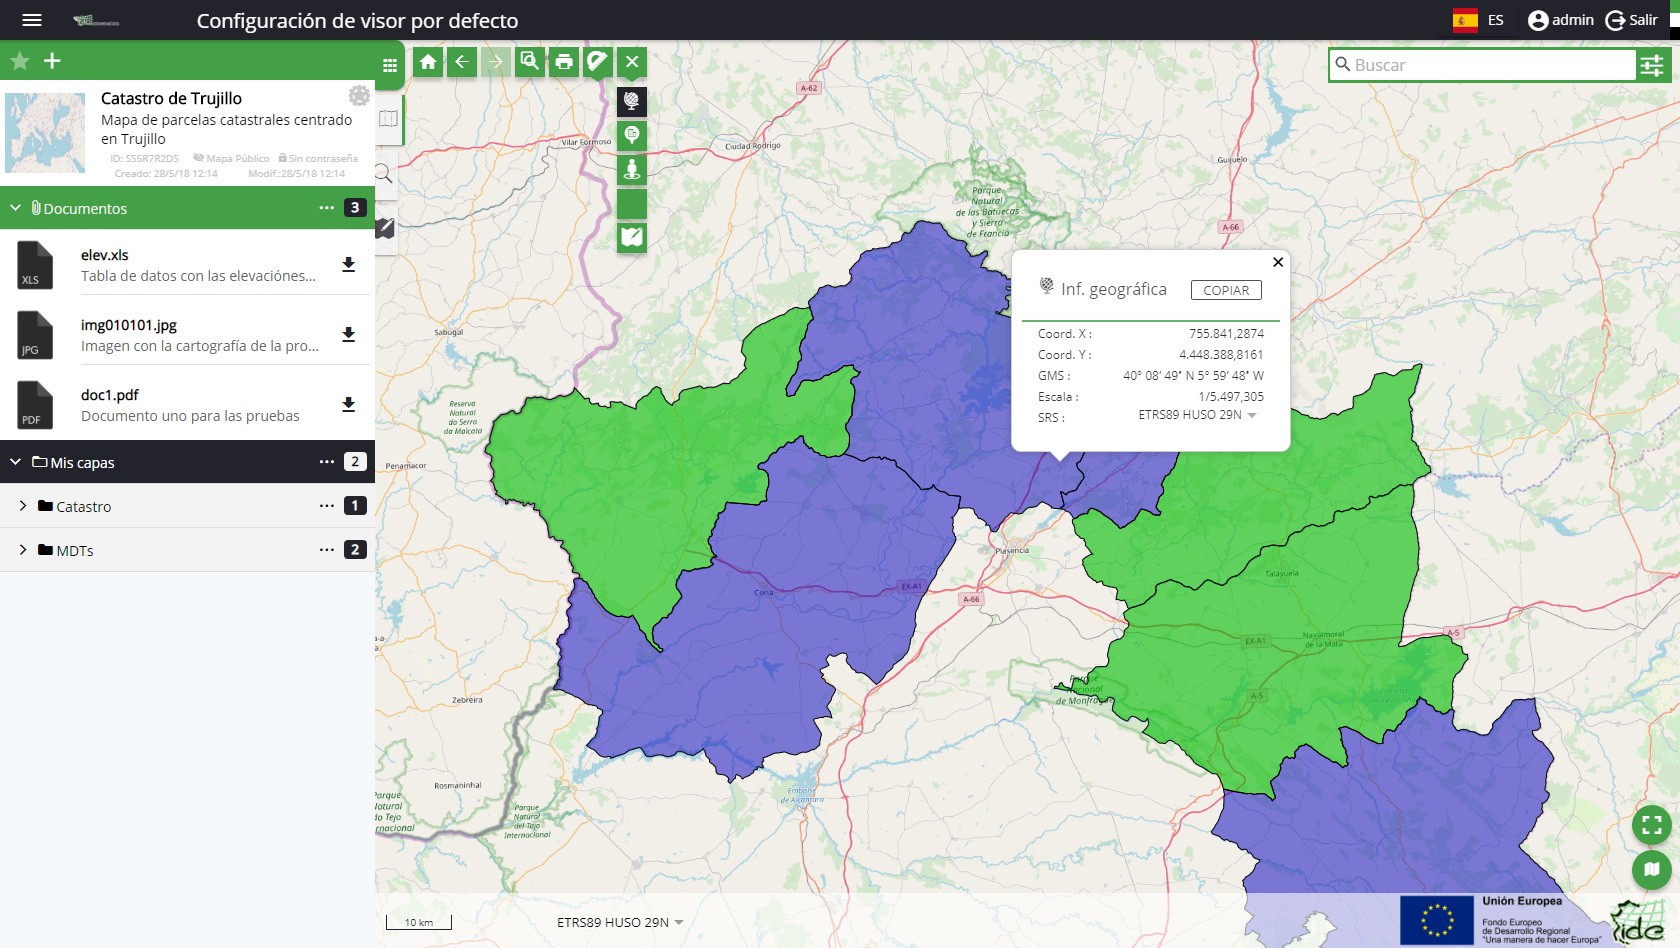 Configuración de visor por defecto
ES
admin
Salir
Buscar
Catastro de Trujillo
Mapa de parcelas catastrales centrado
en Trujillo
ID: SS5R7R2DS
Mapa Público
Sin contraseña
Creado: 28/5/18 12:14
Modif.:28/5/18 12:14
Documentos
3
XLS
elev.xls
Tabla de datos con las elevaciónes...
JPG
img010101.jpg
Imagen con la cartografía de la pro...
PDF
doc1.pdf
Documento uno para las pruebas
Mis capas
2
Catastro
1
MDTs
2
A-62
Vilar Formoso
Ciudad Rodrigo
Guijuelo
Parque
Natural
de las Batuecas
y Sierra
de Francia
A-66
Sabugal
Reserva
Natural
da Serra
da Malcata
Penamacor
Inf. geográfica
COPIAR
Coord. X :
755.841,2874
Coord. Y :
4.448.388,8161
GMS :
40° 08' 49" N 5° 59' 48" W
Escala :
1/5.497,305
SRS :
ETRS89 HUSO 29N
Plasencia
Coria
EX-A1
A-66
Talayuela
EX-A1
Navalmoral
de la Mata
A-5
A-5
Parque
Nacional
de Monfragüe
Zebreira
Rosmaninhal
Parque
Natural
del Tajo
Internacional
Parque
Natural
do Tejo
Internacional
Embalse
de Alcántara
10 km
ETRS89 HUSO 29N
Unión Europea
Fondo Europeo
de Desarrollo Regional
"Una manera de hacer Europa"
ide